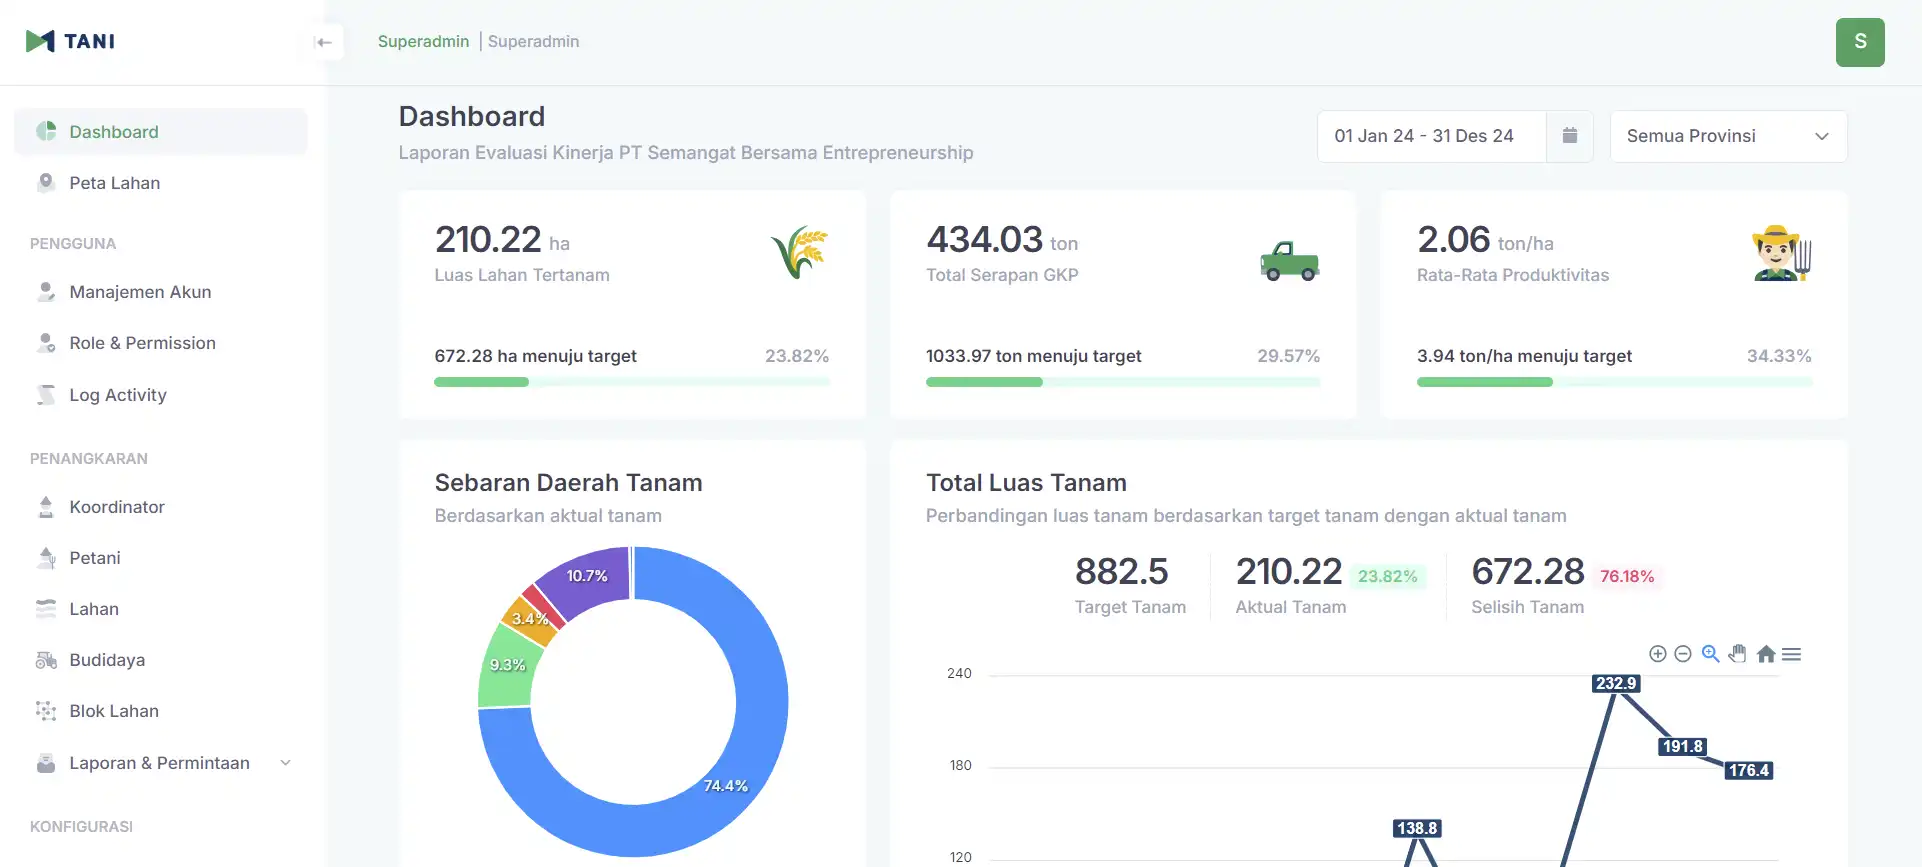 TANI
Superadmin | Superadmin
S
Dashboard
Peta Lahan
PENGGUNA
Manajemen Akun
Role & Permission
Log Activity
PENANGKARAN
Koordinator
Petani
Lahan
Budidaya
Blok Lahan
Laporan & Permintaan
KONFIGURASI
Dashboard
Laporan Evaluasi Kinerja PT Semangat Bersama Entrepreneurship
01 Jan 24 - 31 Des 24
Semua Provinsi
210.22 ha
Luas Lahan Tertanam
672.28 ha menuju target 23.82%
434.03 ton
Total Serapan GKP
1033.97 ton menuju target 29.57%
2.06 ton/ha
Rata-Rata Produktivitas
3.94 ton/ha menuju target 34.33%
Sebaran Daerah Tanam
Berdasarkan aktual tanam
10.7%
3.4%
9.3%
74.4%
Total Luas Tanam
Perbandingan luas tanam berdasarkan target tanam dengan aktual tanam
882.5
Target Tanam
210.22 23.82%
Aktual Tanam
672.28 76.18%
Selisih Tanam
240
232.9
191.8
180
176.4
138.8
120